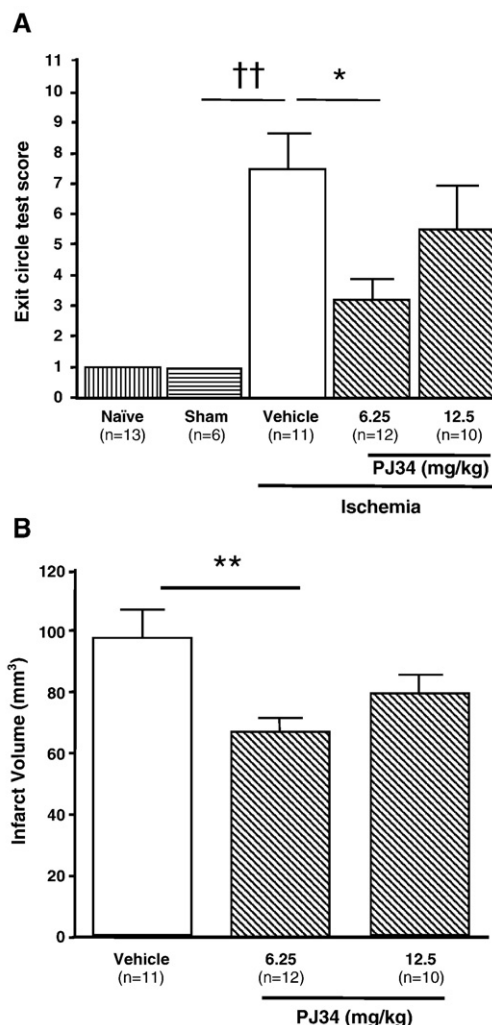 A
†† *
Exit circle test score
11
10
9
8
7
6
5
4
3
2
1
0
Naïve Sham Vehicle 6.25 12.5
(n=13) (n=6) (n=11) (n=12) (n=10)
PJ34 (mg/kg)
Ischemia
B
**
Infarct Volume (mm³)
120
100
80
60
40
20
0
Vehicle 6.25 12.5
(n=11) (n=12) (n=10)
PJ34 (mg/kg)